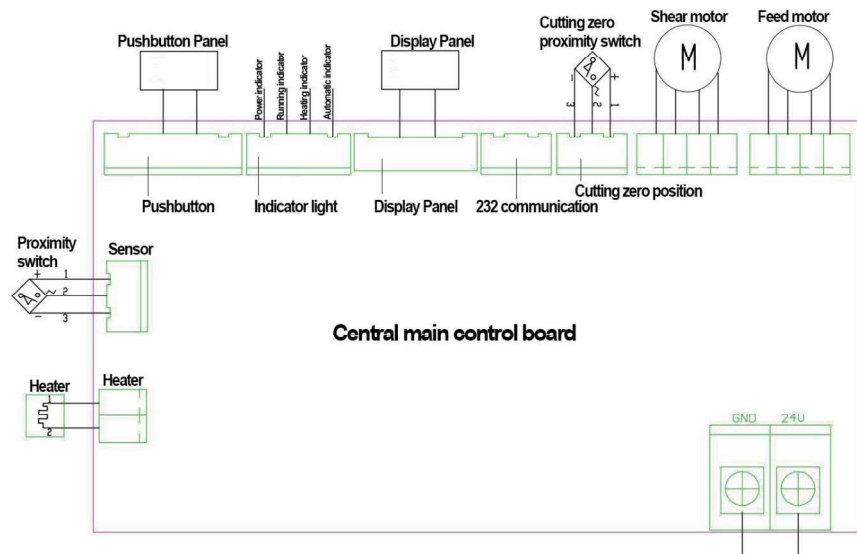 Pushbutton Panel
Power indicator
Running indicator
Heating indicator
Automatic indicator
Display Panel
Cutting zero
proximity switch
- +
3 2 1
~
Shear motor
M
Feed motor
M
Pushbutton
Indicator light
Display Panel
232 communication
Cutting zero position
Proximity
switch
+ 1
~ 2
- 3
Sensor
Central main control board
Heater
1
2
Heater
GND 24V